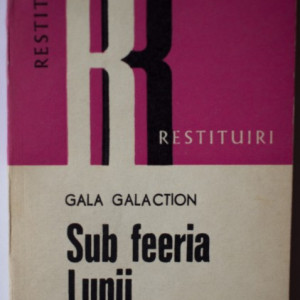 RESTIT
RESTITUIRI
GALA GALACTION
Sub feeria
Lunii